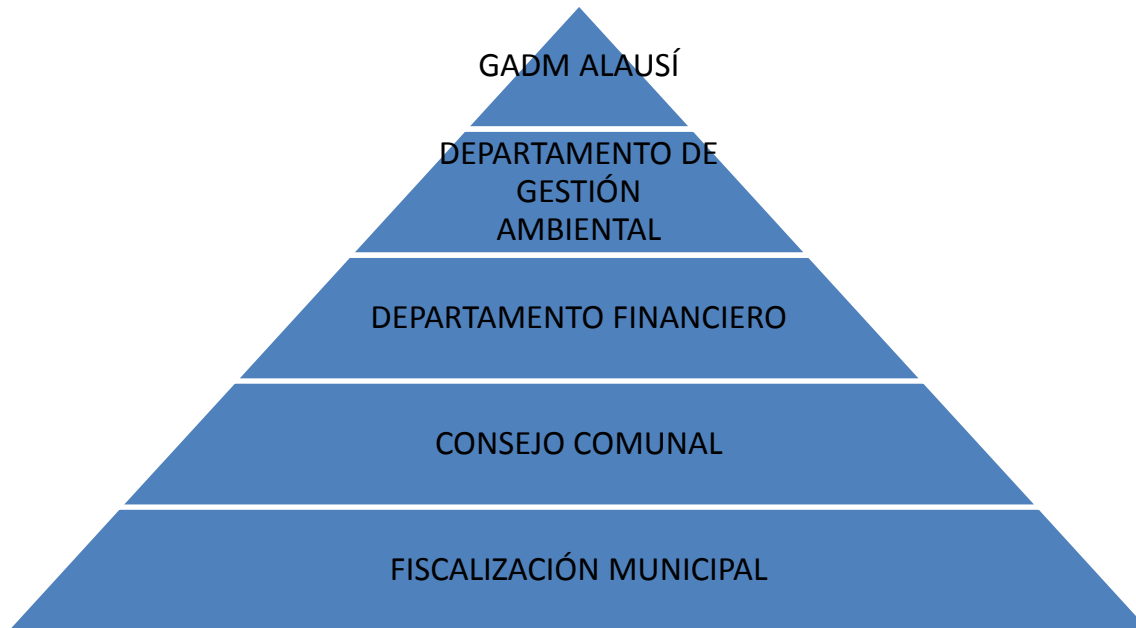 GADM ALAUSÍ
DEPARTAMENTO DE
GESTIÓN
AMBIENTAL
DEPARTAMENTO FINANCIERO
CONSEJO COMUNAL
FISCALIZACIÓN MUNICIPAL